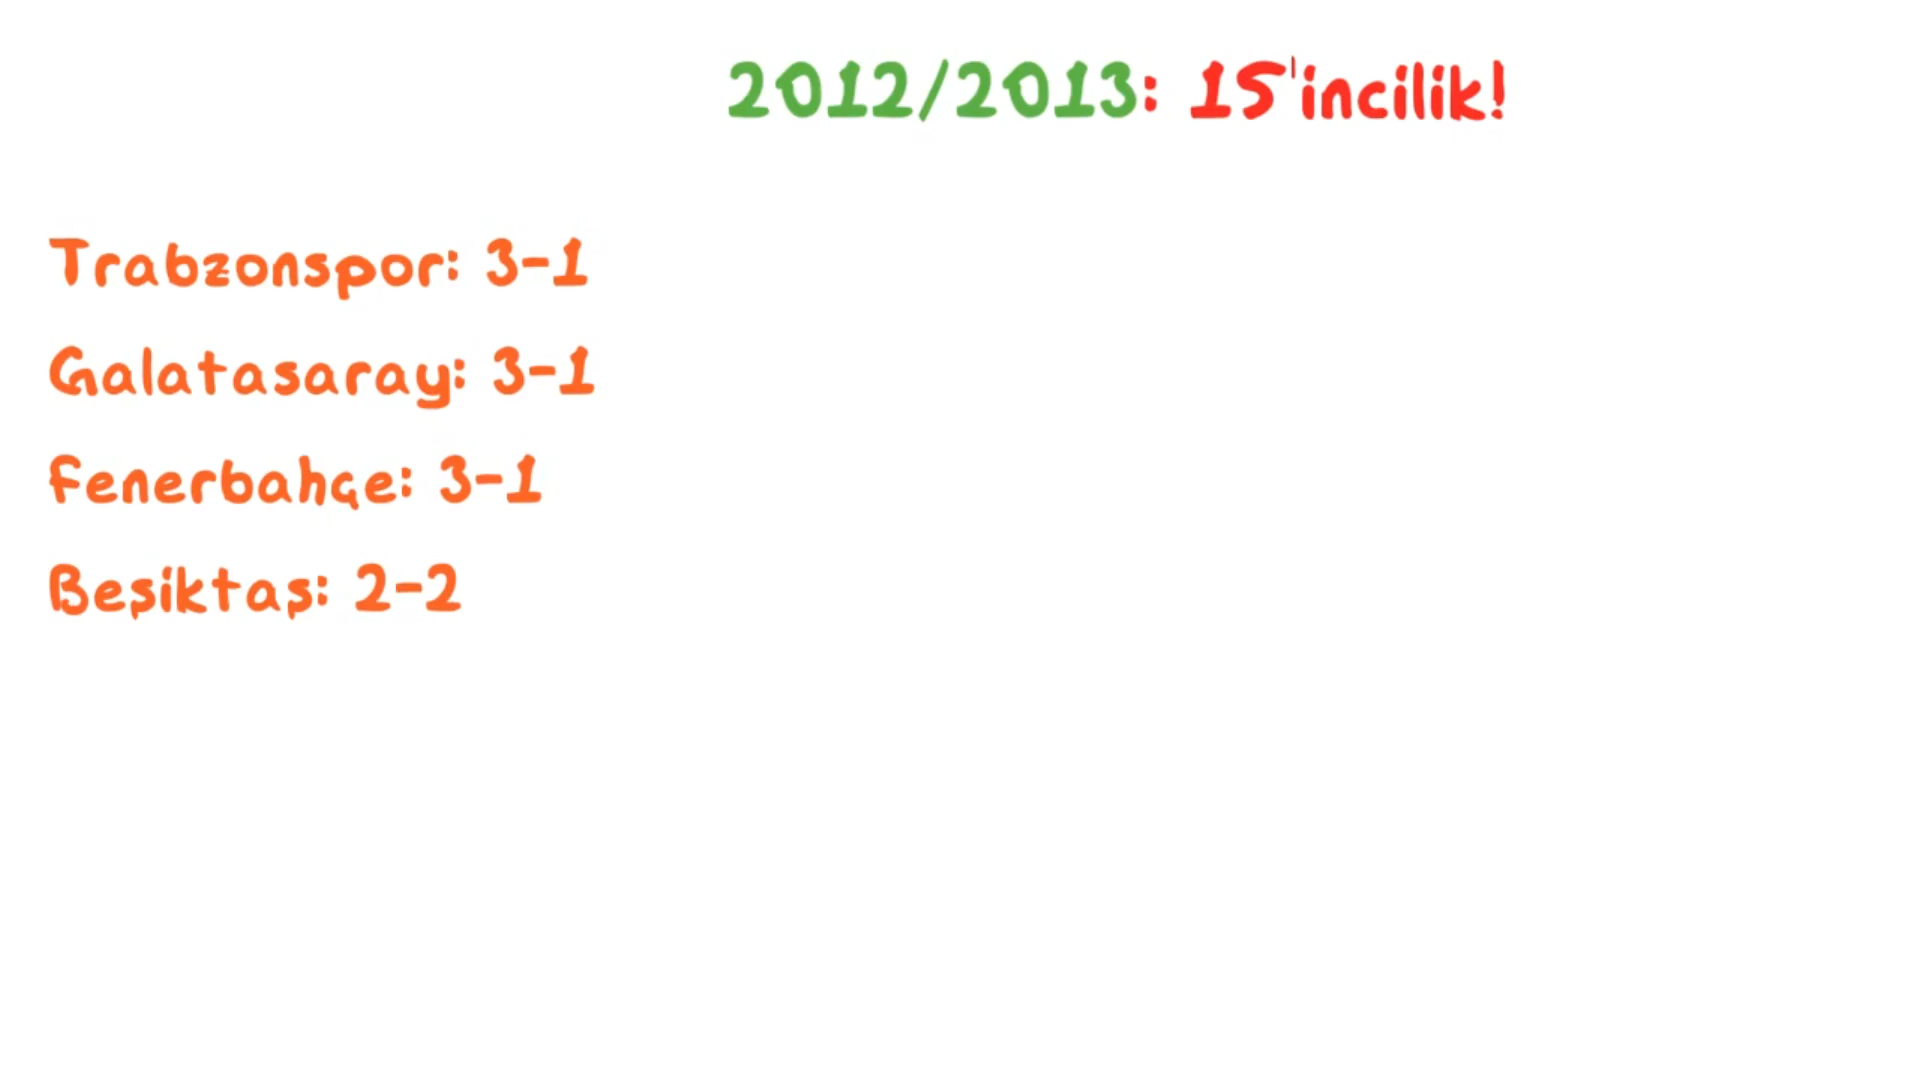 2012/2013: 15'incilik!
Trabzonspor: 3-1
Galatasaray: 3-1
Fenerbahçe: 3-1
Beşiktaş: 2-2